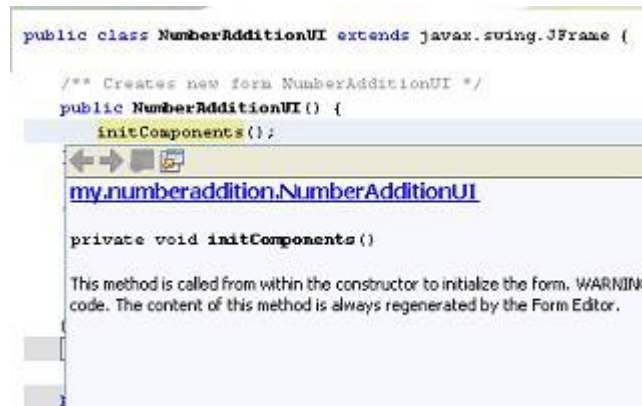 public class NumberAdditionUI extends javax.swing.JFrame {
/** Creates new form NumberAdditionUI */
public NumberAdditionUI() {
initComponents();
my.numberaddition.NumberAdditionUI
private void initComponents()
This method is called from within the constructor to initialize the form. WARNING
code. The content of this method is always regenerated by the Form Editor.